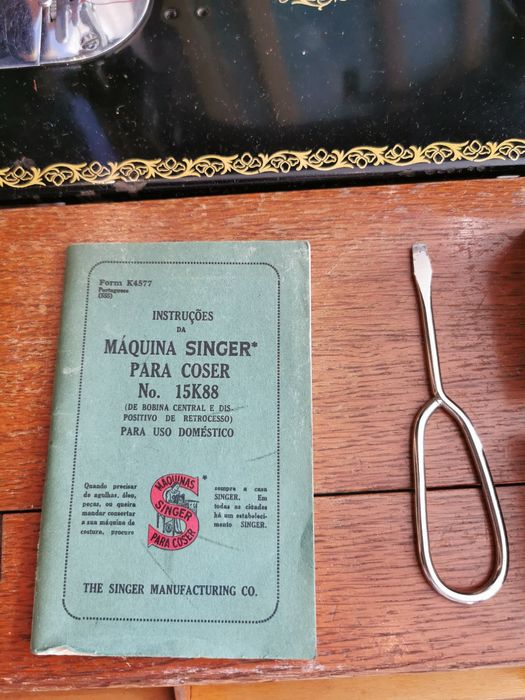 Form K4577
Portuguese
(555)
INSTRUÇÕES
DA
MÁQUINA SINGER*
PARA COSER
No. 15K88
(DE BOBINA CENTRAL E DIS-
POSITIVO DE RETROCESSO)
PARA USO DOMÉSTICO
Quando precisar
de agulhas, óleo,
peças, ou queira
mandar consertar
a sua máquina de
costura, procure
MAQUINAS
SINGER
PARA COSER
*
sempre a casa
SINGER. Em
todas as cidades
há um estabeleci-
mento SINGER.
THE SINGER MANUFACTURING CO.